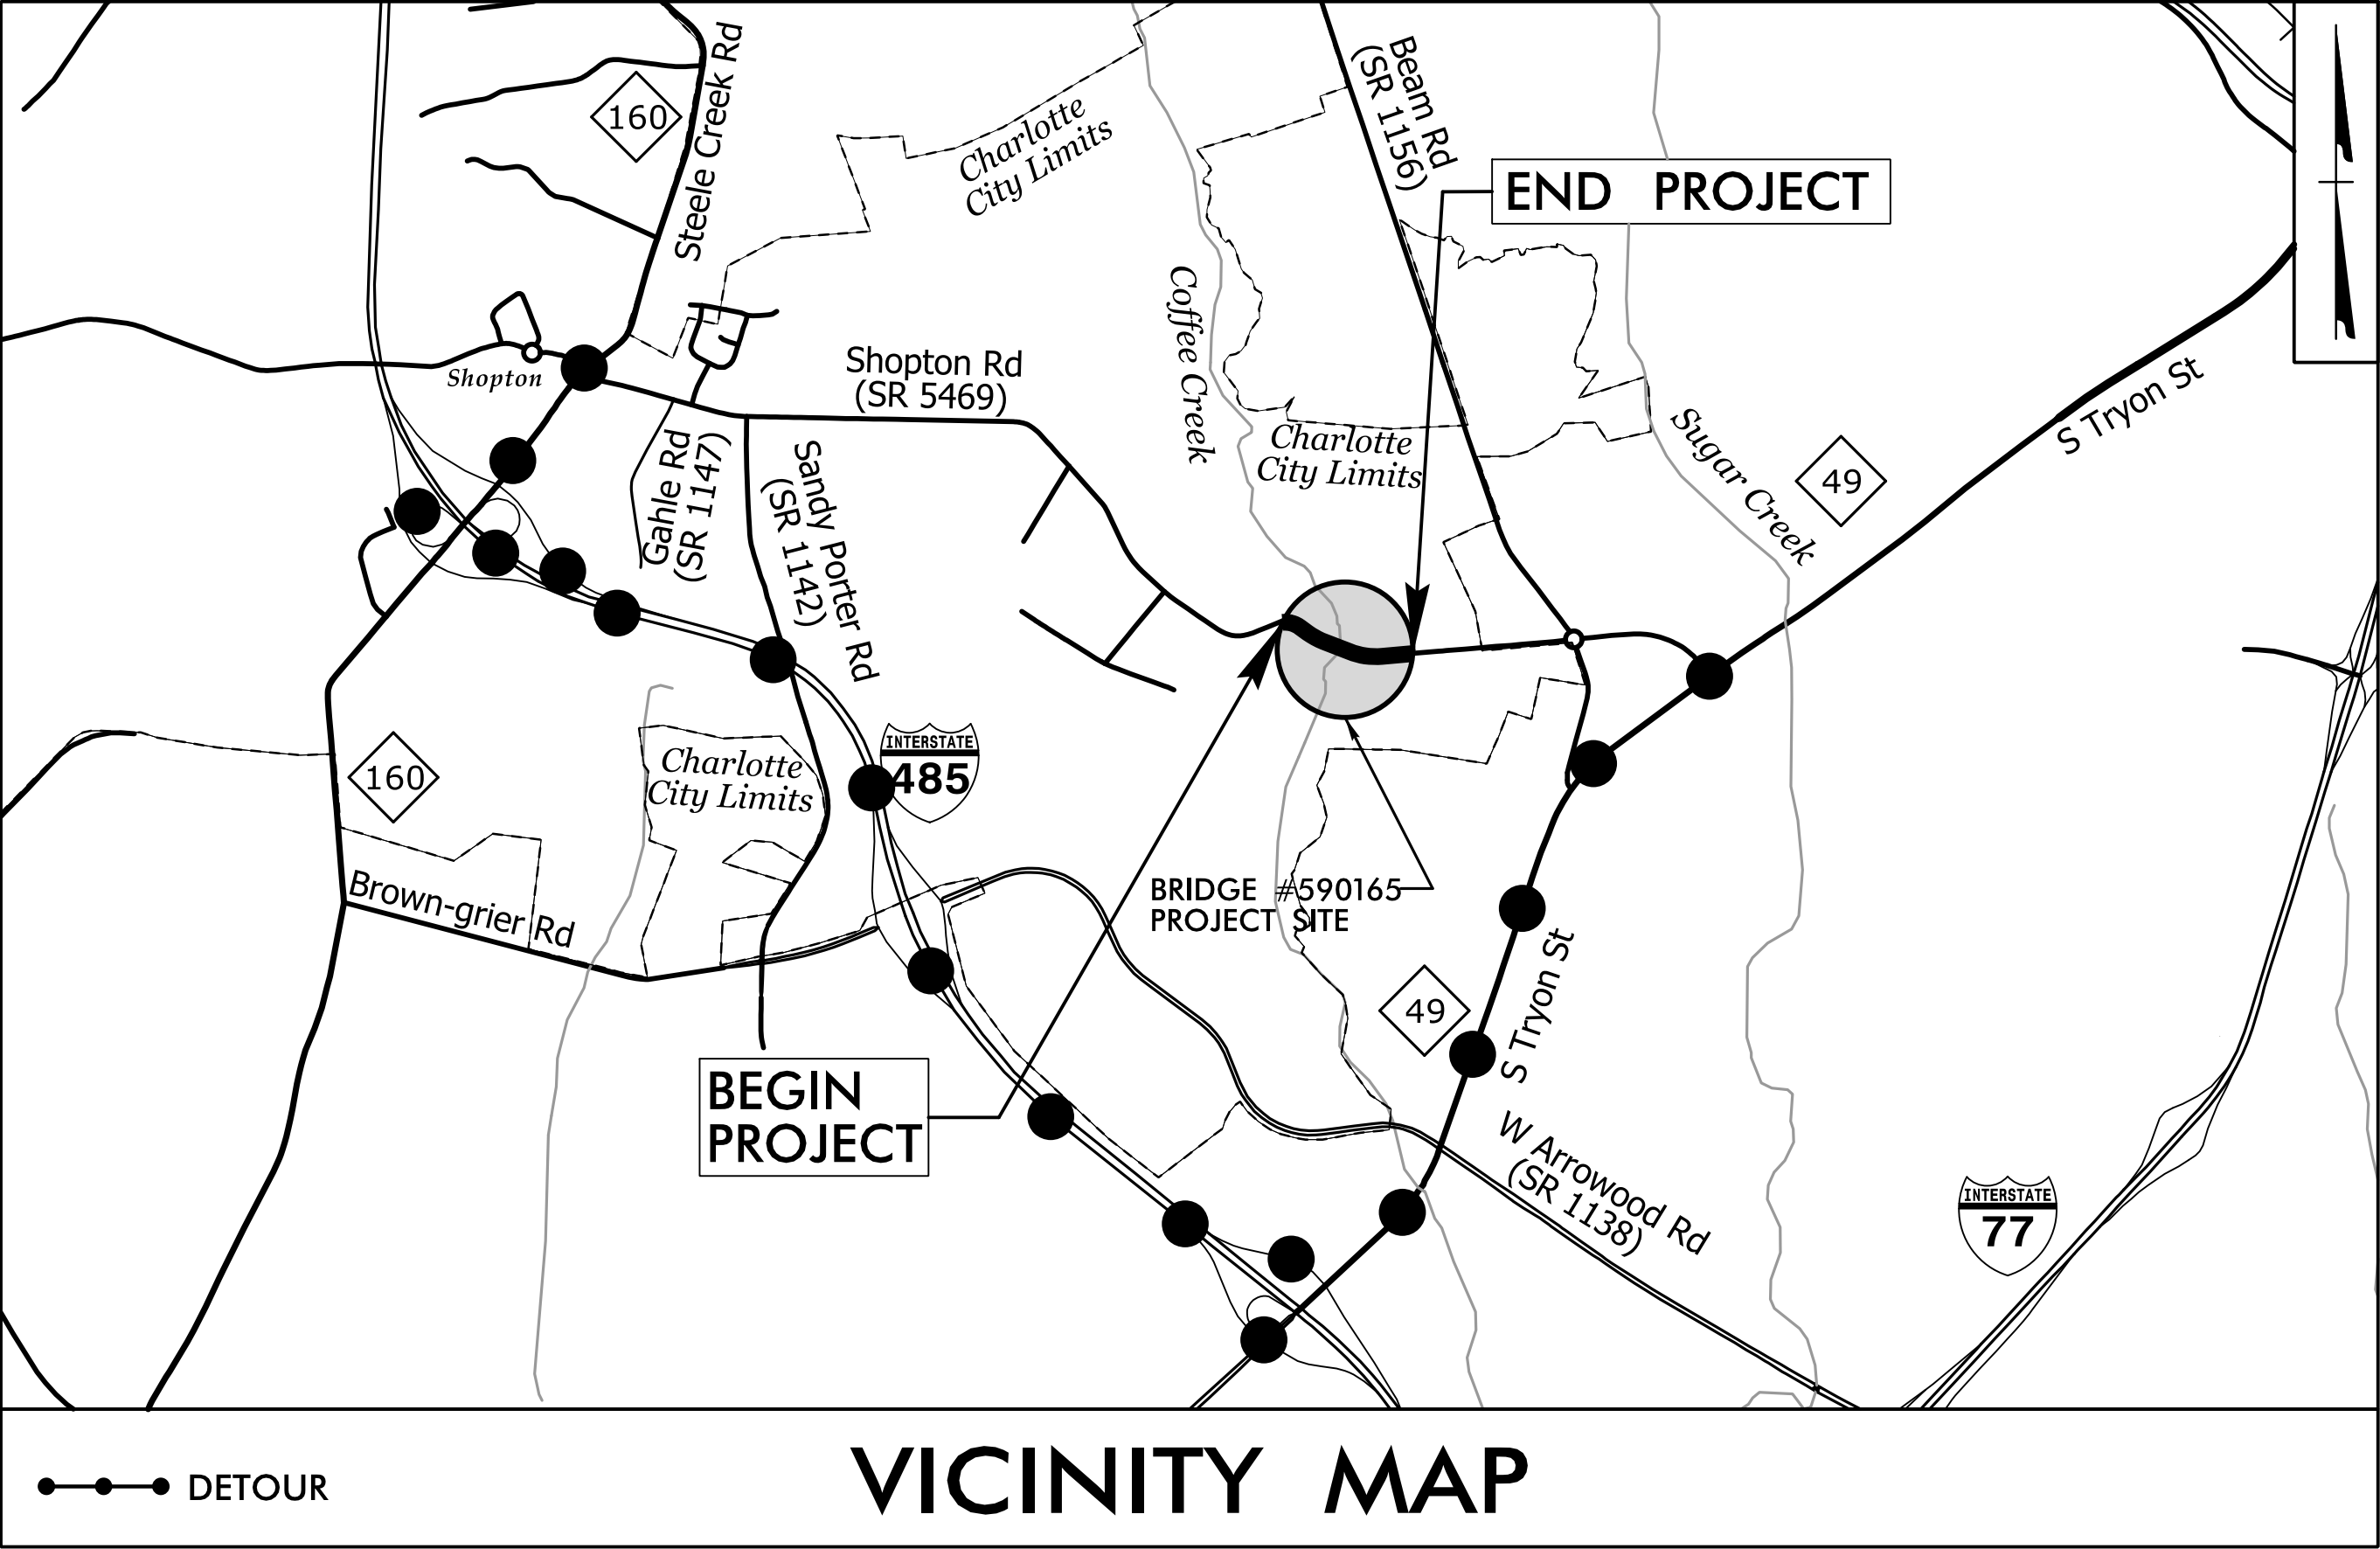 Steele Creek Rd
160
Beam Rd
(SR 1156)
Charlotte
City Limits
END PROJECT
Coffee Creek
Shopton
Shopton Rd
(SR 5469)
S Tryon St
49
Sugar Creek
Charlotte
City Limits
Gahle Rd
(SR 1147)
Sandy Porter Rd
(SR 1142)
INTERSTATE
485
160
Charlotte
City Limits
Brown-grier Rd
BRIDGE #590165
PROJECT SITE
49
S Tryon St
BEGIN
PROJECT
W Arrowood Rd
(SR 1138)
INTERSTATE
77
DETOUR
VICINITY MAP